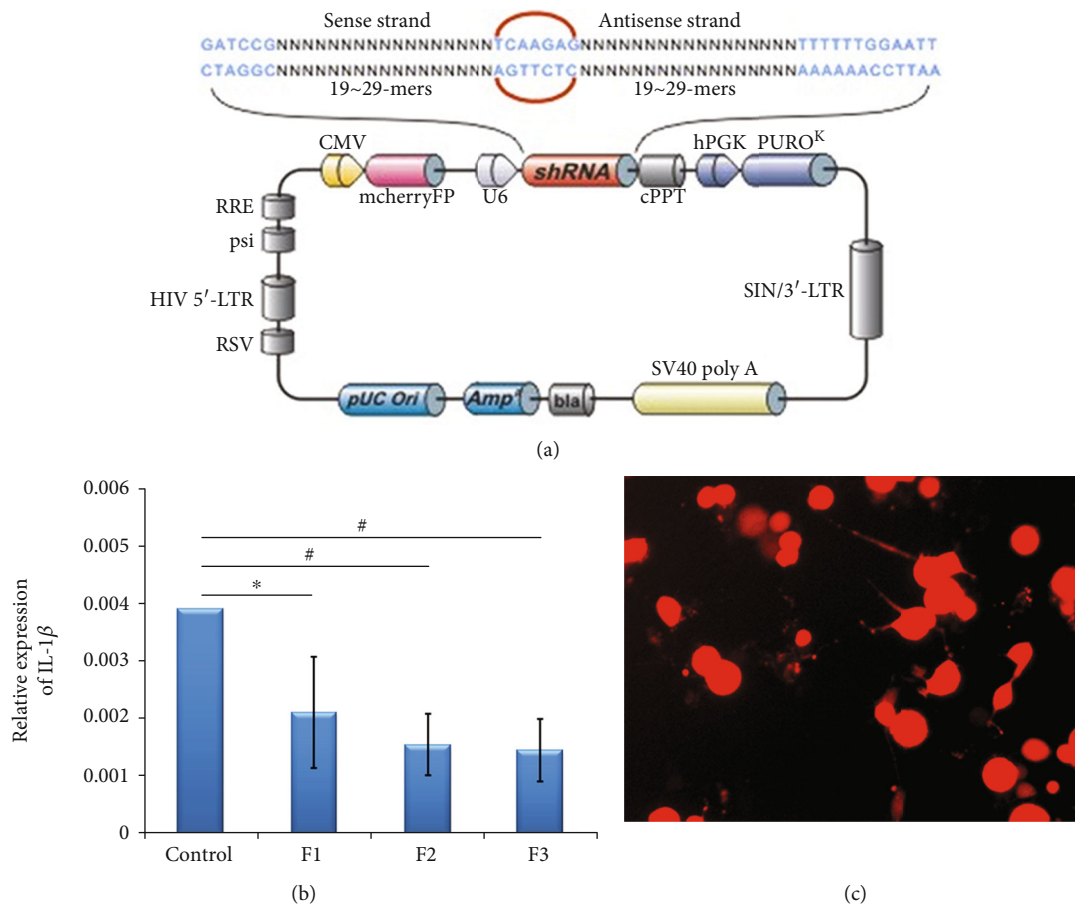 Sense strand Antisense strand
GATCCGNNNNNNNNNNNNNNNNNTCAAGAGNNNNNNNNNNNNNNNNNTTTTTTGGAATT
CTAGGCNNNNNNNNNNNNNNNNNAGTTCTCNNNNNNNNNNNNNNNNNAAAAAACCTTAA
19~29-mers 19~29-mers
CMV hPGK PURO^K
shRNA
mcherryFP U6 cPPT
RRE
psi
HIV 5′-LTR SIN/3′-LTR
RSV
SV40 poly A
pUC Ori Amp^r bla
(a)
Relative expression
of IL-1β
0.006
0.005
0.004
0.003
0.002
0.001
0
#
#
*
Control F1 F2 F3
(b) (c)